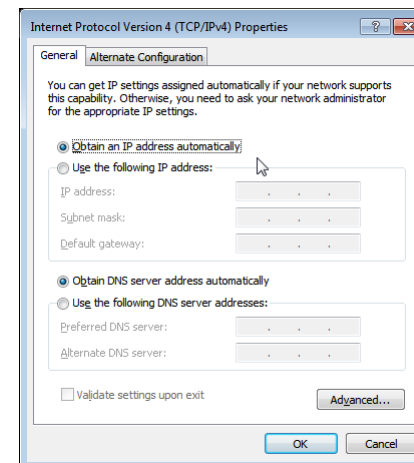 Internet Protocol Version 4 (TCP/IPv4) Properties
General
Alternate Configuration
You can get IP settings assigned automatically if your network supports
this capability. Otherwise, you need to ask your network administrator
for the appropriate IP settings.
Obtain an IP address automatically
Use the following IP address:
IP address:
Subnet mask:
Default gateway:
Obtain DNS server address automatically
Use the following DNS server addresses:
Preferred DNS server:
Alternate DNS server:
Validate settings upon exit
Advanced...
OK
Cancel